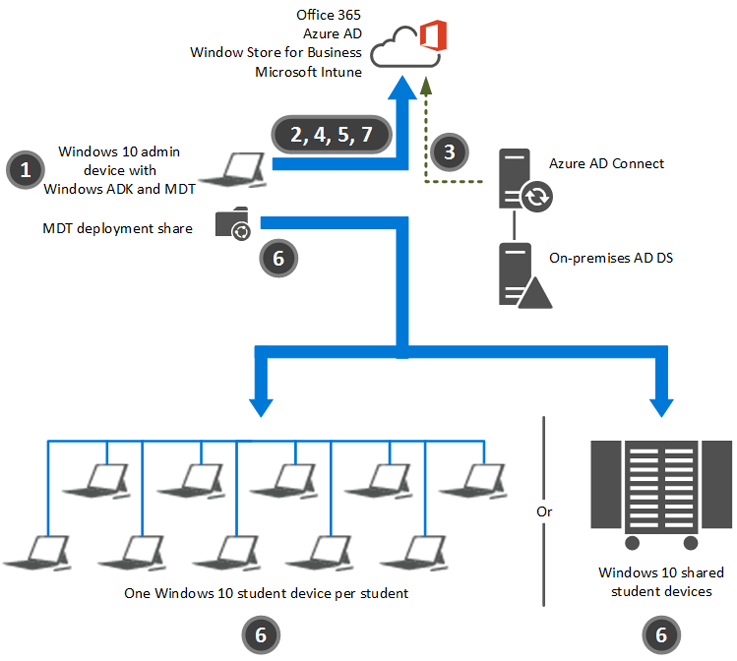 Office 365
Azure AD
Window Store for Business
Microsoft Intune
2, 4, 5, 7
3
1
Windows 10 admin
device with
Windows ADK and MDT
Azure AD Connect
MDT deployment share
6
On-premises AD DS
Or
One Windows 10 student device per student
6
Windows 10 shared
student devices
6